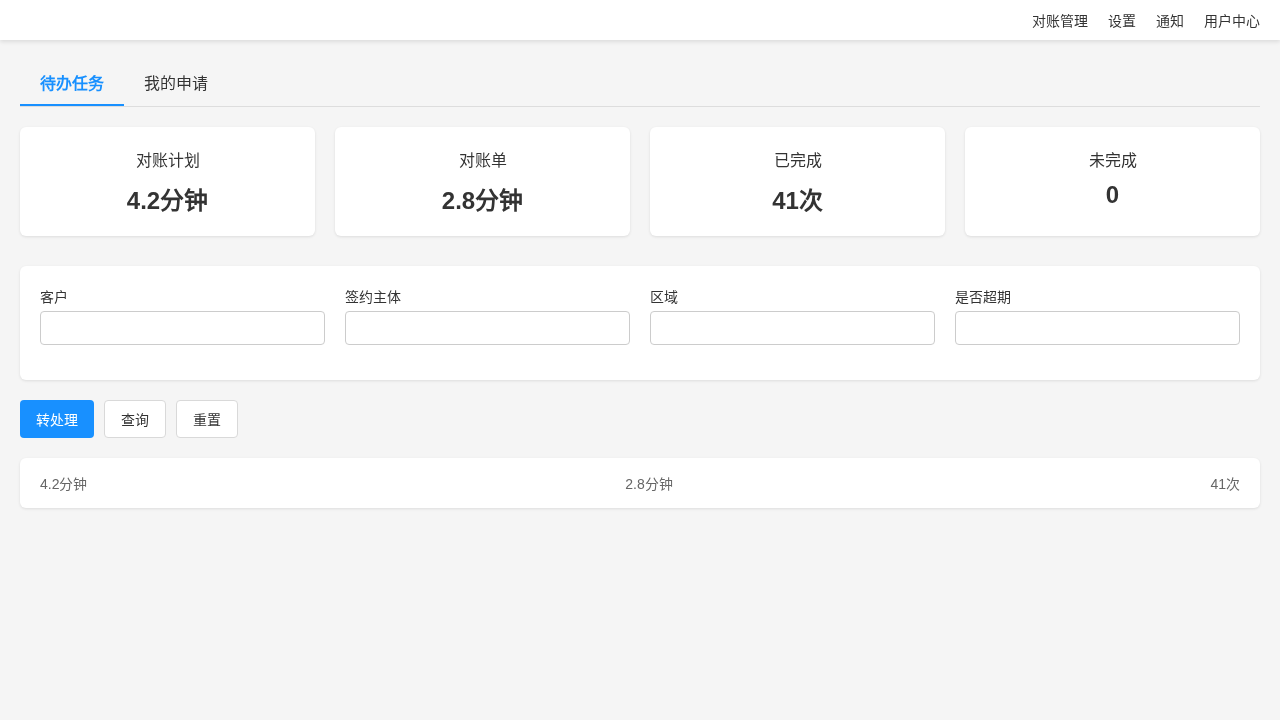 对账管理 设置 通知 用户中心
待办任务 我的申请
对账计划 对账单 已完成 未完成
4.2分钟 2.8分钟 41次 0
客户 签约主体 区域 是否超期
转处理 查询 重置
4.2分钟 2.8分钟 41次